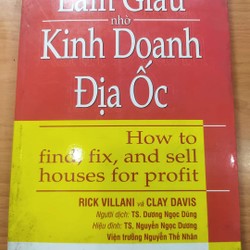 Làm Giàu
nhờ
Kinh Doanh
Địa Ốc
How to
find, fix, and sell
houses for profit
RICK VILLANI và CLAY DAVIS
Người dịch: TS. Dương Ngọc Dũng
Hiệu đính: TS. Nguyên Ngọc Dương
Viện trưởng Nguyễn Thế Nhân